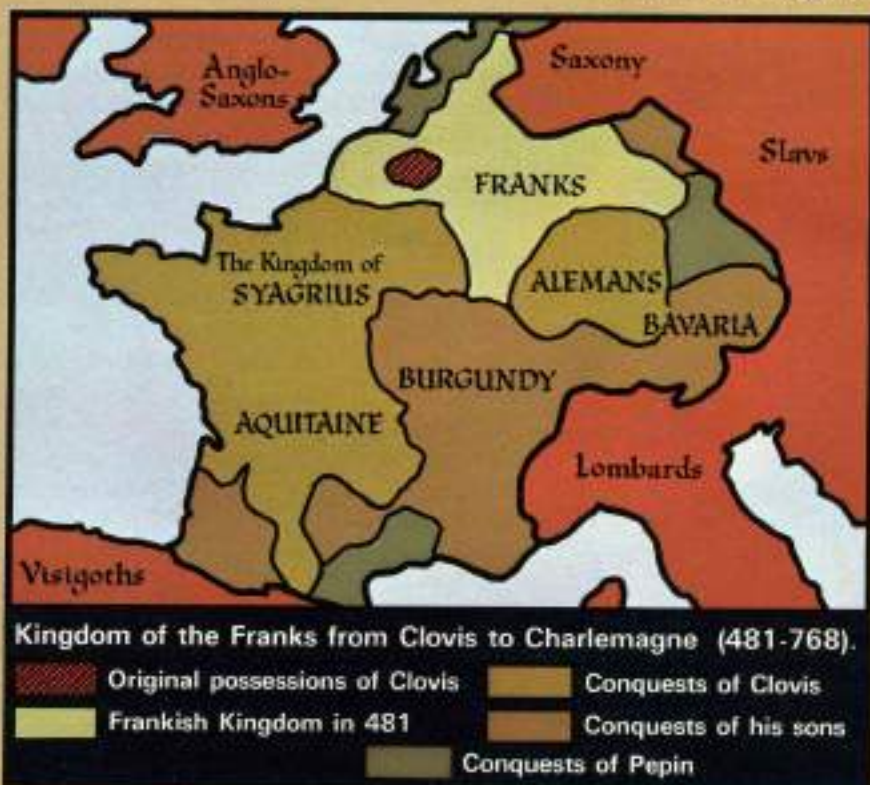 Anglo-
Saxons
Saxony
Slavs
FRANKS
The Kingdom of
SYAGRIUS
ALEMANS
BAVARIA
BURGUNDY
AQUITAINE
Lombards
Visigoths
Kingdom of the Franks from Clovis to Charlemagne (481-768).
Original possessions of Clovis
Conquests of Clovis
Frankish Kingdom in 481
Conquests of his sons
Conquests of Pepin